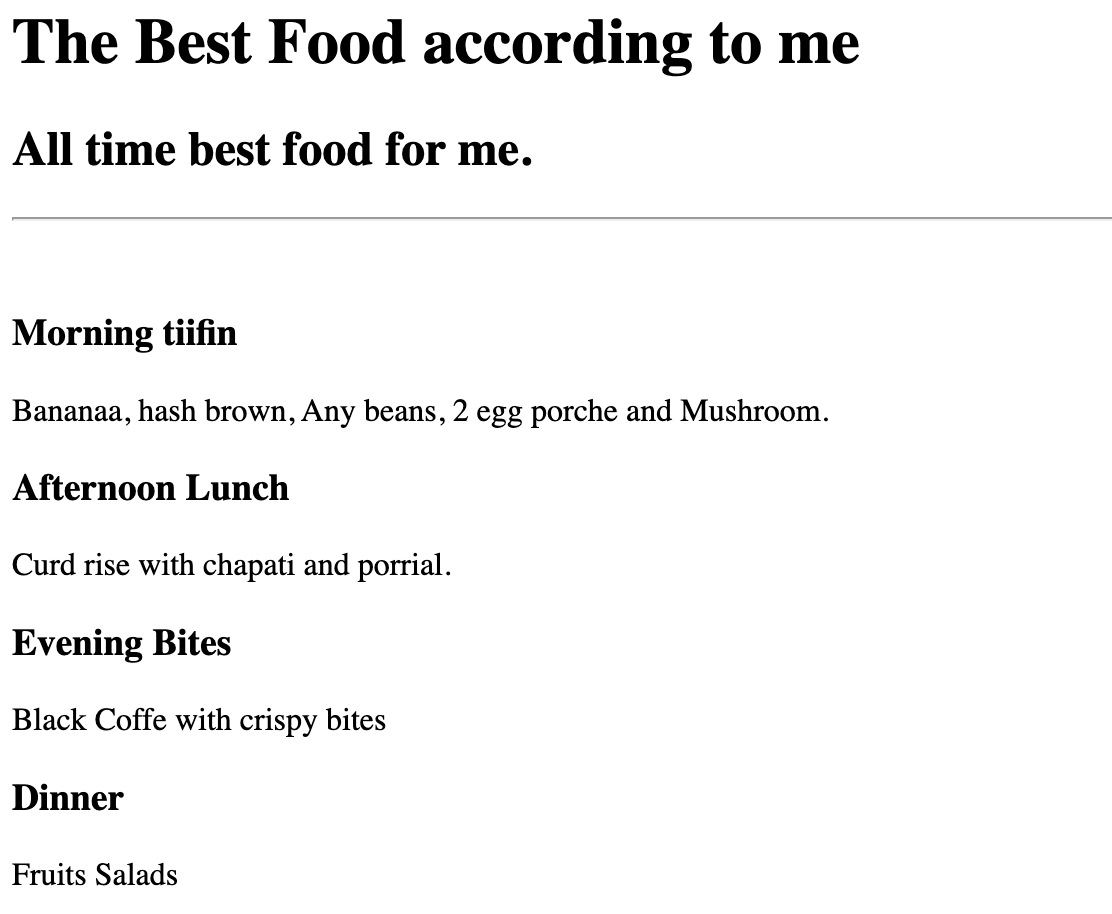 The Best Food according to me
All time best food for me.
Morning tiifin
Bananaa, hash brown, Any beans, 2 egg porche and Mushroom.
Afternoon Lunch
Curd rise with chapati and porrial.
Evening Bites
Black Coffe with crispy bites
Dinner
Fruits Salads